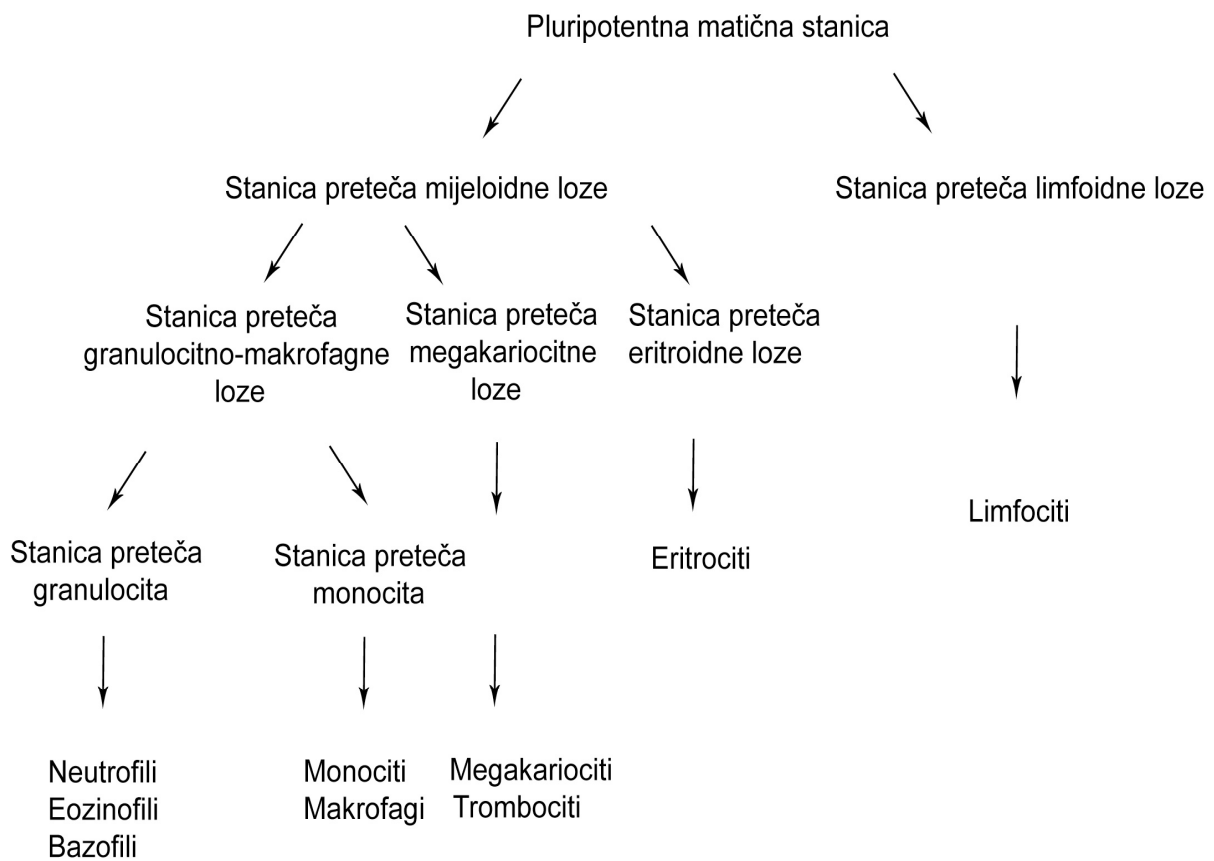 Pluripotentna matična stanica
Stanica preteča mijeloidne loze
Stanica preteča limfoidne loze
Stanica preteča
granulocitno-makrofagne
loze
Stanica preteča
megakariocitne
loze
Stanica preteča
eritroidne loze
Limfociti
Stanica preteča
granulocita
Stanica preteča
monocita
Eritrociti
Neutrofili
Eozinofili
Bazofili
Monociti
Makrofagi
Megakariociti
Trombociti